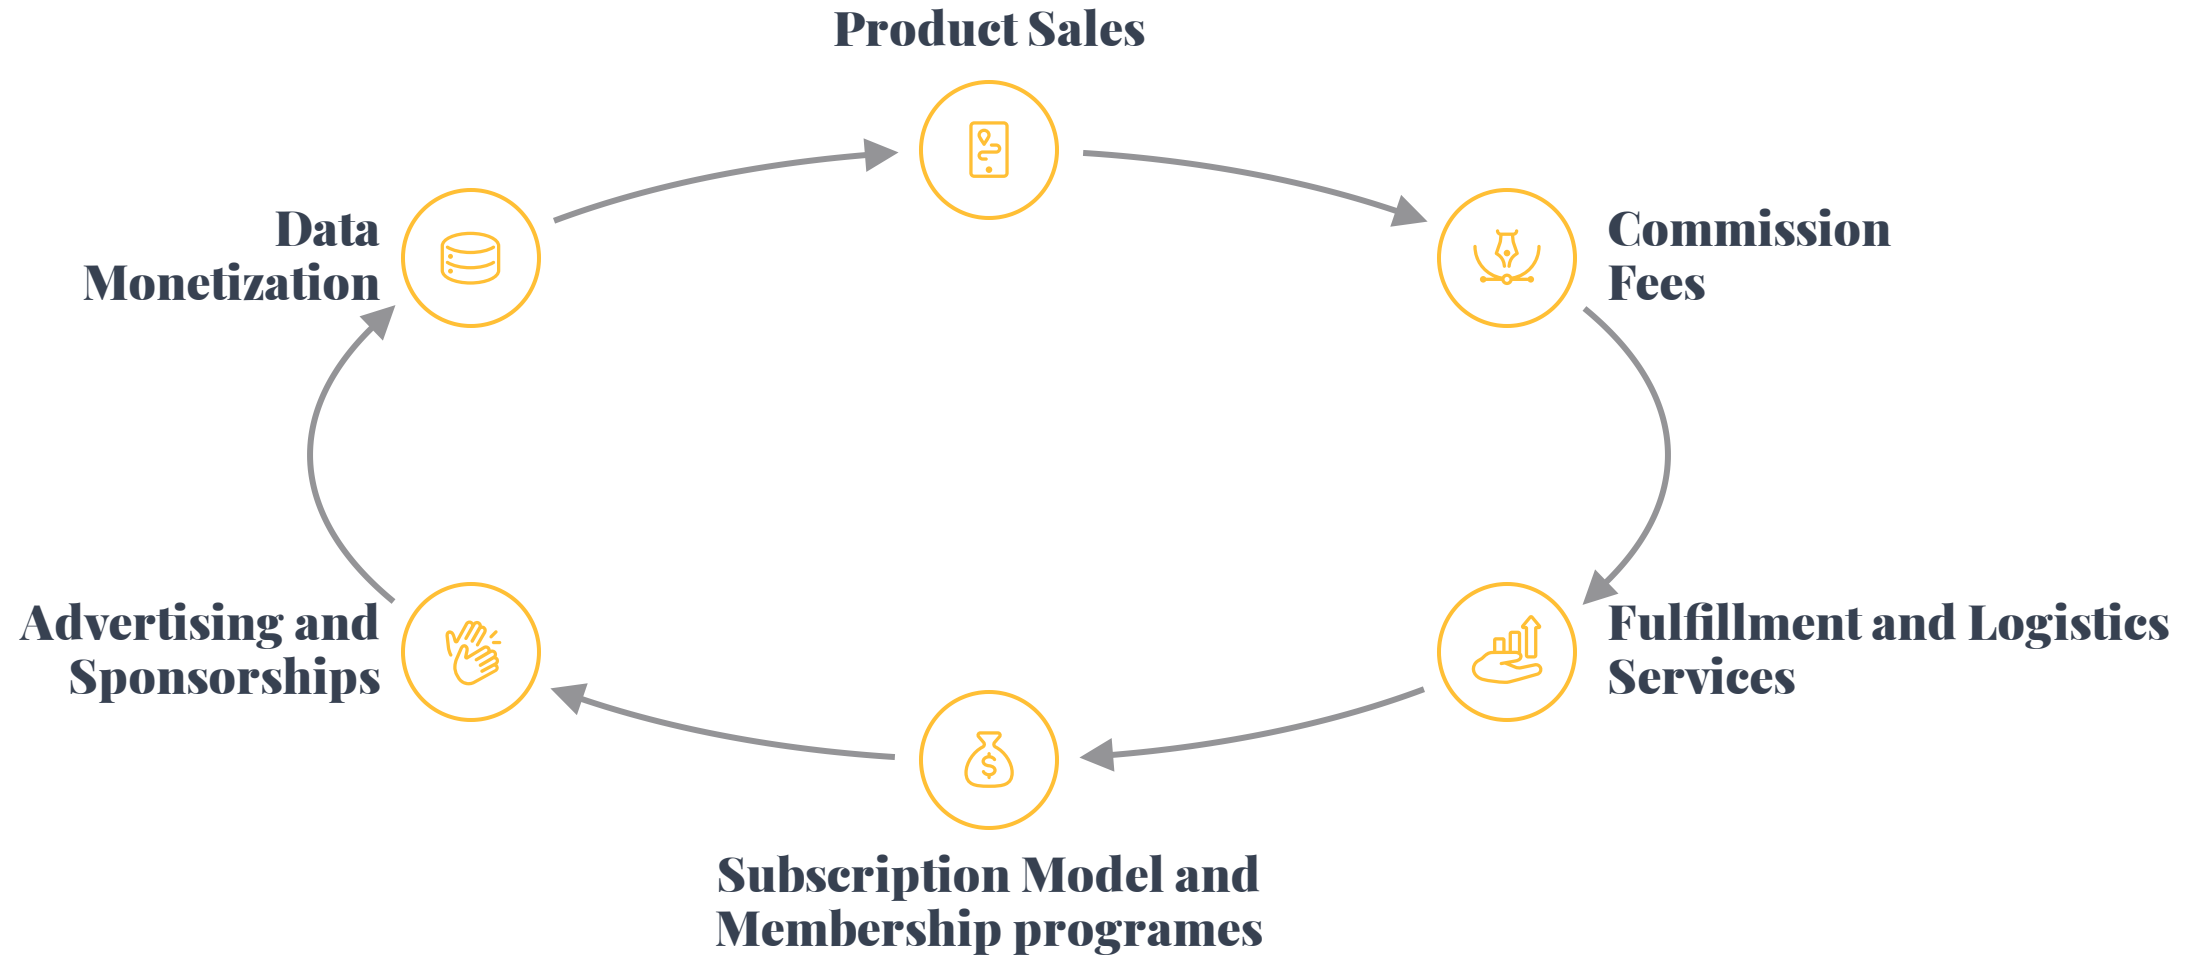 Product Sales
Commission
Fees
Fulfillment and Logistics
Services
Subscription Model and
Membership programes
Advertising and
Sponsorships
Data
Monetization